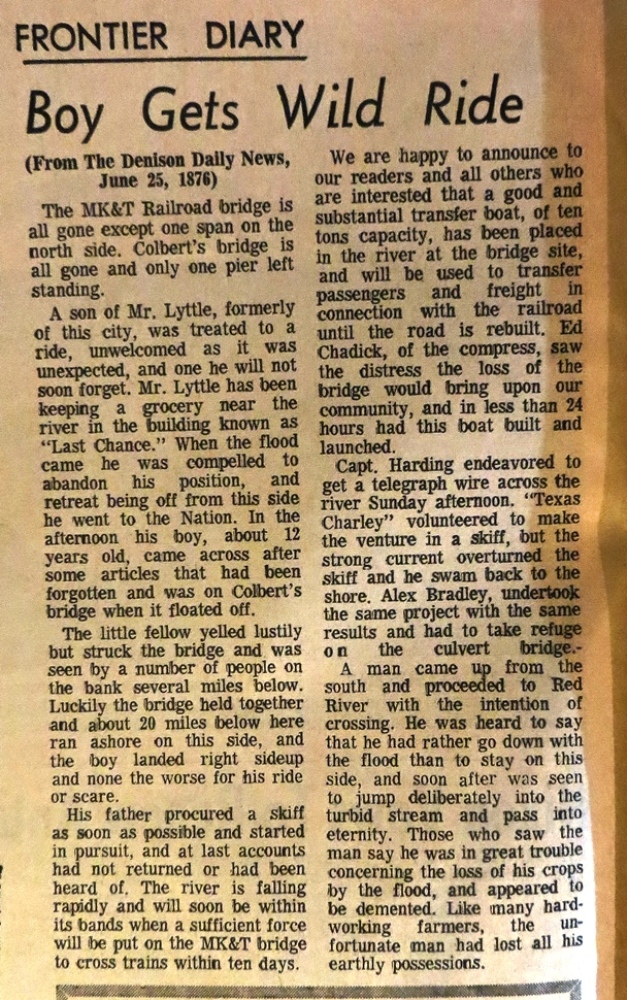 FRONTIER DIARY
Boy Gets Wild Ride
(From The Denison Daily News,
June 25, 1876)
The MK&T Railroad bridge is
all gone except one span on the
north side. Colbert's bridge is
all gone and only one pier left
standing.
A son of Mr. Lyttle, formerly
of this city, was treated to a
ride, unwelcomed as it was
unexpected, and one he will not
soon forget. Mr. Lyttle has been
keeping a grocery near the
river in the building known as
"Last Chance." When the flood
came he was compelled to
abandon his position, and
retreat being off from this side
he went to the Nation. In the
afternoon his boy, about 12
years old, came across after
some articles that had been
forgotten and was on Colbert's
bridge when it floated off.
The little fellow yelled lustily
but struck the bridge and was
seen by a number of people on
the bank several miles below.
Luckily the bridge held together
and about 20 miles below here
ran ashore on this side, and
the boy landed right sideup
and none the worse for his ride
or scare.
His father procured a skiff
as soon as possible and started
in pursuit, and at last accounts
had not returned or had been
heard of. The river is falling
rapidly and will soon be within
its bands when a sufficient force
will be put on the MK&T bridge
to cross trains within ten days.
We are happy to announce to
our readers and all others who
are interested that a good and
substantial transfer boat, of ten
tons capacity, has been placed
in the river at the bridge site,
and will be used to transfer
passengers and freight in
connection with the railroad
until the road is rebuilt. Ed
Chadick, of the compress, saw
the distress the loss of the
bridge would bring upon our
community, and in less than 24
hours had this boat built and
launched.
Capt. Harding endeavored to
get a telegraph wire across the
river Sunday afternoon. "Texas
Charley" volunteered to make
the venture in a skiff, but the
strong current overturned the
skiff and he swam back to the
shore. Alex Bradley, undertook
the same project with the same
results and had to take refuge
on the culvert bridge.-
A man came up from the
south and proceeded to Red
River with the intention of
crossing. He was heard to say
that he had rather go down with
the flood than to stay on this
side, and soon after was seen
to jump deliberately into the
turbid stream and pass into
eternity. Those who saw the
man say he was in great trouble
concerning the loss of his crops
by the flood, and appeared to
be demented. Like many hard-
working farmers, the un-
fortunate man had lost all his
earthly possessions.